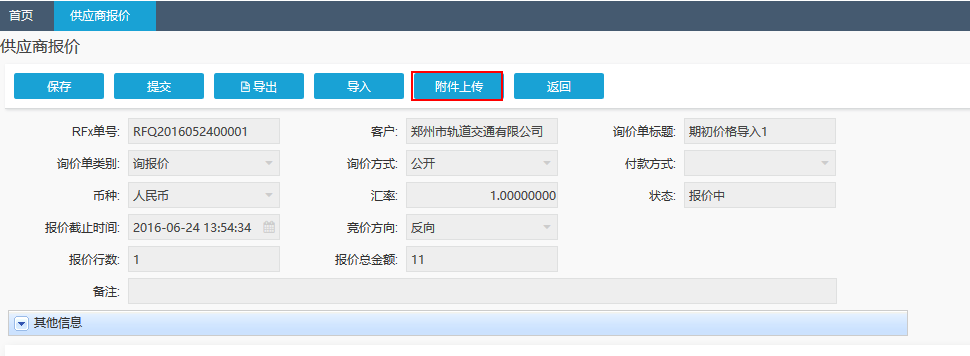 首页 供应商报价
供应商报价
保存 提交 导出 导入 附件上传 返回
RFx单号: RFQ2016052400001 客户: 郑州市轨道交通有限公司 询价单标题: 期初价格导入1
询价单类别: 询报价 询价方式: 公开 付款方式:
币种: 人民币 汇率: 1.00000000 状态: 报价中
报价截止时间: 2016-06-24 13:54:34 竞价方向: 反向
报价行数: 1 报价总金额: 11
备注:
其他信息